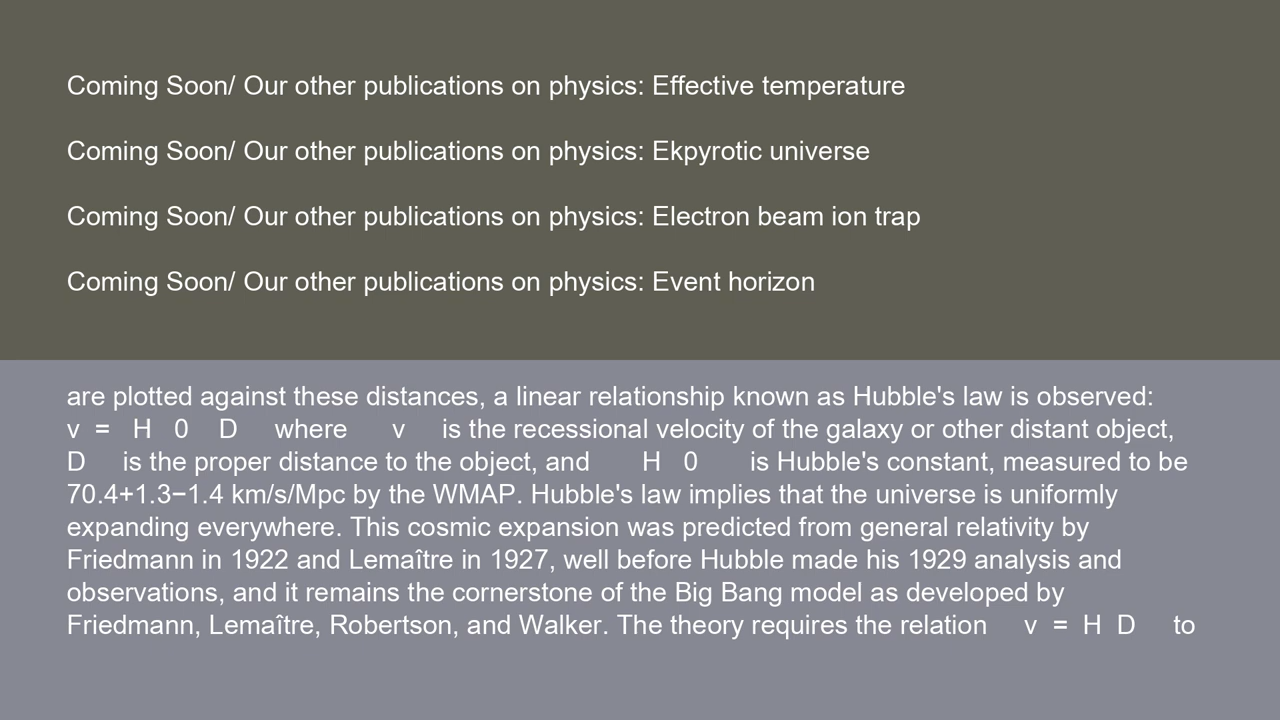 Coming Soon/ Our other publications on physics: Effective temperature
Coming Soon/ Our other publications on physics: Ekpyrotic universe
Coming Soon/ Our other publications on physics: Electron beam ion trap
Coming Soon/ Our other publications on physics: Event horizon
are plotted against these distances, a linear relationship known as Hubble's law is observed:
v = H 0 D where v is the recessional velocity of the galaxy or other distant object,
D is the proper distance to the object, and H 0 is Hubble's constant, measured to be
70.4+1.3−1.4 km/s/Mpc by the WMAP. Hubble's law implies that the universe is uniformly
expanding everywhere. This cosmic expansion was predicted from general relativity by
Friedmann in 1922 and Lemaître in 1927, well before Hubble made his 1929 analysis and
observations, and it remains the cornerstone of the Big Bang model as developed by
Friedmann, Lemaître, Robertson, and Walker. The theory requires the relation v = H D to